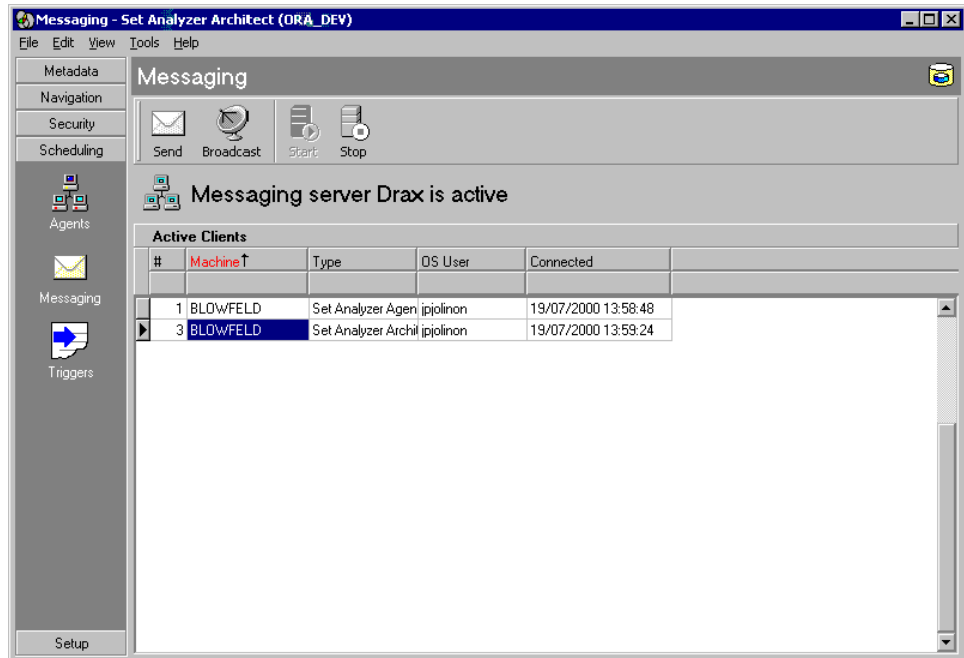 Messaging - Set Analyzer Architect (ORA_DEV)
File Edit View Tools Help
Metadata
Navigation
Security
Scheduling
Agents
Messaging
Triggers
Setup
Messaging
Send Broadcast Start Stop
Messaging server Drax is active
Active Clients
# Machine Type OS User Connected
1 BLOWFELD Set Analyzer Agen jpjolinon 19/07/2000 13:58:48
3 BLOWFELD Set Analyzer Archit jpjolinon 19/07/2000 13:59:24